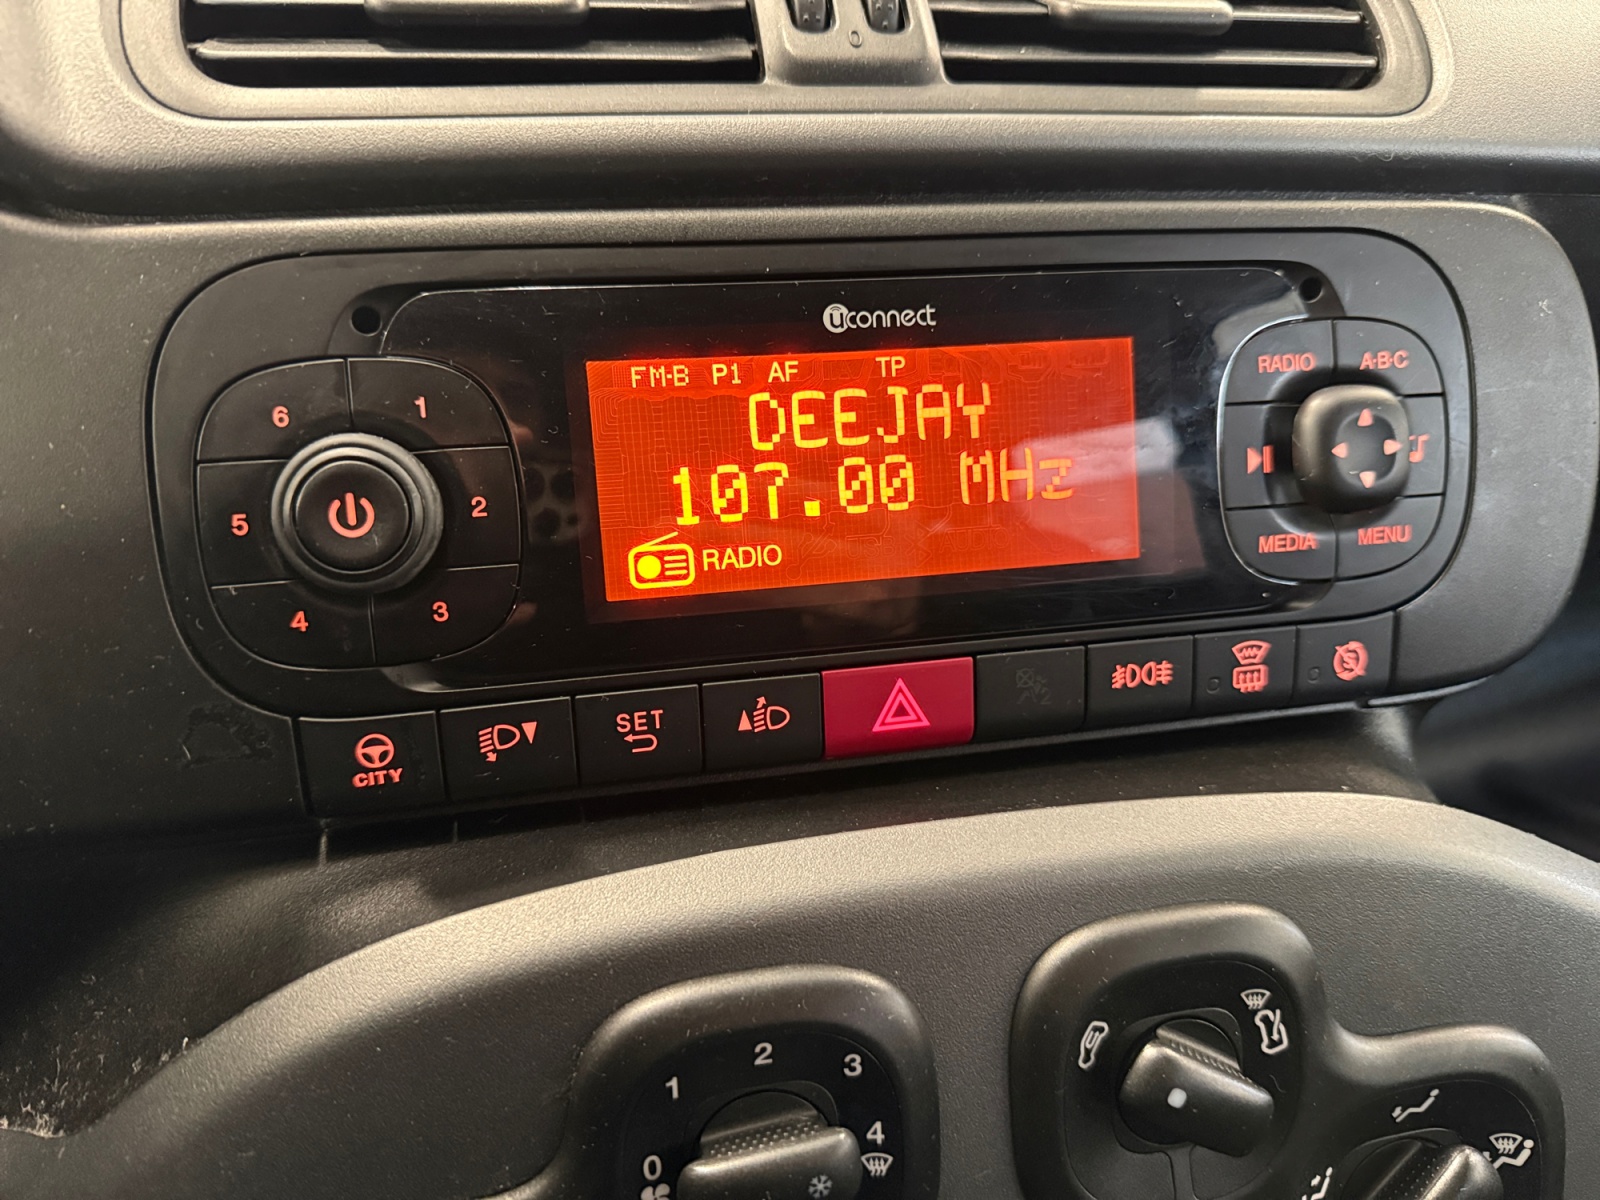 uconnect
FM-B P1 AF TP
DEEJAY
107.00 MHz
RADIO
6 1
5 2
4 3
RADIO A·B·C
MEDIA MENU
CITY
SET
0 1 2 3 4